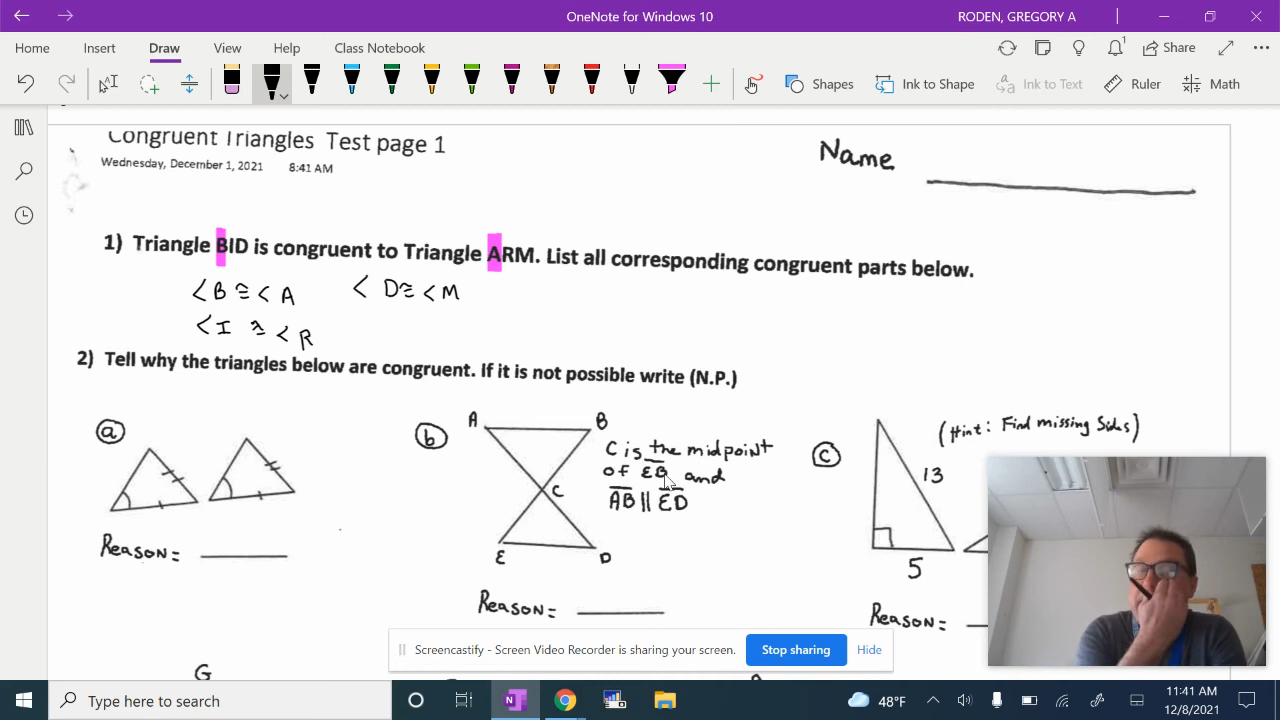 OneNote for Windows 10
RODEN, GREGORY A
Home Insert Draw View Help Class Notebook
Share
Shapes Ink to Shape Ink to Text Ruler Math
Congruent Triangles Test page 1
Wednesday, December 1, 2021 8:41 AM
Name
1) Triangle BID is congruent to Triangle ARM. List all corresponding congruent parts below.
<B ≅ <A < D ≅ <M
<I ≅ <R
2) Tell why the triangles below are congruent. If it is not possible write (N.P.)
a
Reason=
b
A B
C
E D
C is the midpoint
of EB and
AB || ED
Reason=
c
(Hint: Find missing Sides)
13
5
Reason=
G
Screencastify - Screen Video Recorder is sharing your screen. Stop sharing Hide
Type here to search
48°F
11:41 AM
12/8/2021